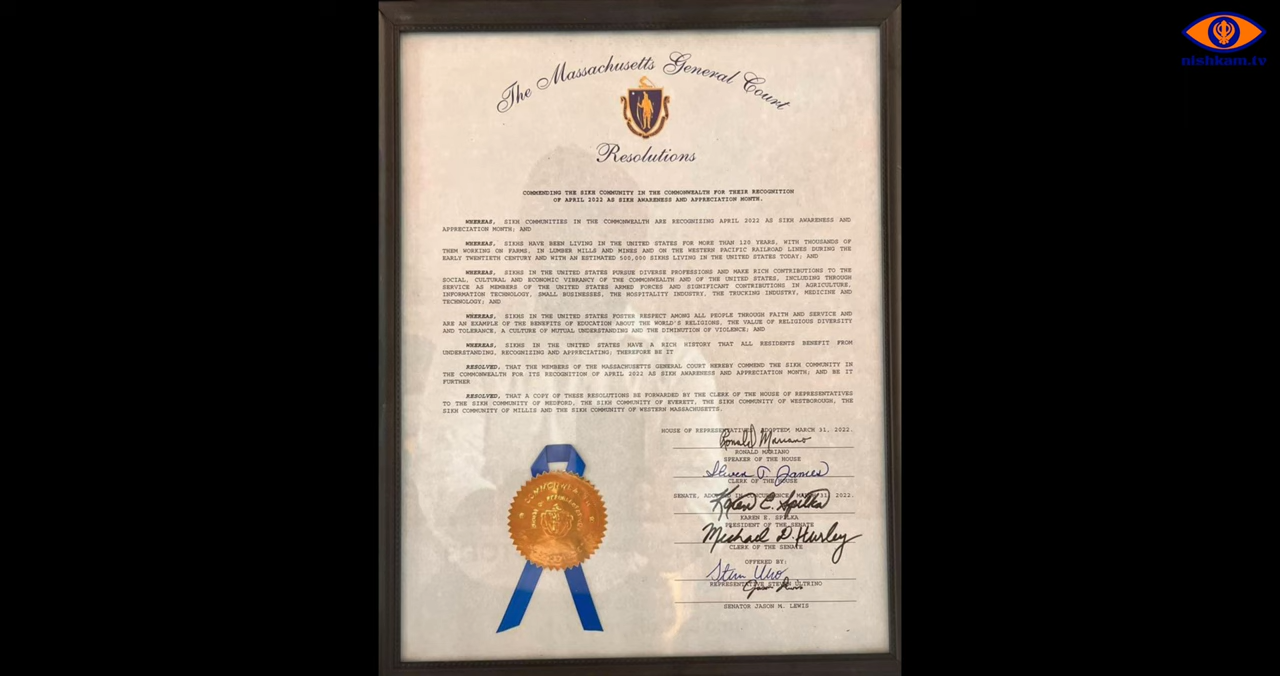 nishkam.tv
The Massachusetts General Court
Resolutions
COMMENDING THE SIKH COMMUNITY IN THE COMMONWEALTH FOR THEIR RECOGNITION
OF APRIL 2022 AS SIKH AWARENESS AND APPRECIATION MONTH.
WHEREAS, SIKH COMMUNITIES IN THE COMMONWEALTH ARE RECOGNIZING APRIL 2022 AS SIKH AWARENESS AND
APPRECIATION MONTH; AND
WHEREAS, SIKHS HAVE BEEN LIVING IN THE UNITED STATES FOR MORE THAN 120 YEARS, WITH THOUSANDS OF
THEM WORKING ON FARMS, IN LUMBER MILLS AND MINES AND ON THE WESTERN PACIFIC RAILROAD LINES DURING THE
EARLY TWENTIETH CENTURY AND WITH AN ESTIMATED 500,000 SIKHS LIVING IN THE UNITED STATES TODAY; AND
WHEREAS, SIKHS IN THE UNITED STATES PURSUE DIVERSE PROFESSIONS AND MAKE RICH CONTRIBUTIONS TO THE
SOCIAL, CULTURAL AND ECONOMIC VIBRANCY OF THE COMMONWEALTH AND OF THE UNITED STATES, INCLUDING THROUGH
SERVICE AS MEMBERS OF THE UNITED STATES ARMED FORCES AND SIGNIFICANT CONTRIBUTIONS IN AGRICULTURE,
INFORMATION TECHNOLOGY, SMALL BUSINESSES, THE HOSPITALITY INDUSTRY, THE TRUCKING INDUSTRY, MEDICINE AND
TECHNOLOGY; AND
WHEREAS, SIKHS IN THE UNITED STATES FOSTER RESPECT AMONG ALL PEOPLE THROUGH FAITH AND SERVICE AND
ARE AN EXAMPLE OF THE BENEFITS OF EDUCATION ABOUT THE WORLD'S RELIGIONS, THE VALUE OF RELIGIOUS DIVERSITY
AND TOLERANCE, A CULTURE OF MUTUAL UNDERSTANDING AND THE DIMINUTION OF VIOLENCE; AND
WHEREAS, SIKHS IN THE UNITED STATES HAVE A RICH HISTORY THAT ALL RESIDENTS BENEFIT FROM
UNDERSTANDING, RECOGNIZING AND APPRECIATING; THEREFORE BE IT
RESOLVED, THAT THE MEMBERS OF THE MASSACHUSETTS GENERAL COURT HEREBY COMMEND THE SIKH COMMUNITY IN
THE COMMONWEALTH FOR ITS RECOGNITION OF APRIL 2022 AS SIKH AWARENESS AND APPRECIATION MONTH; AND BE IT
FURTHER
RESOLVED, THAT A COPY OF THESE RESOLUTIONS BE FORWARDED BY THE CLERK OF THE HOUSE OF REPRESENTATIVES
TO THE SIKH COMMUNITY OF MEDFORD, THE SIKH COMMUNITY OF EVERETT, THE SIKH COMMUNITY OF WESTBOROUGH, THE
SIKH COMMUNITY OF MILLIS AND THE SIKH COMMUNITY OF WESTERN MASSACHUSETTS.
HOUSE OF REPRESENTATIVES, ADOPTED, MARCH 31, 2022.
Ronald Mariano
RONALD MARIANO
SPEAKER OF THE HOUSE
Steven T. James
CLERK OF THE HOUSE
SENATE, ADOPTED IN CONCURRENCE, MARCH 31, 2022.
Karen E. Spilka
KAREN E. SPILKA
PRESIDENT OF THE SENATE
Michael D. Hurley
CLERK OF THE SENATE
OFFERED BY:
REPRESENTATIVE STEVEN ULTRINO
SENATOR JASON M. LEWIS